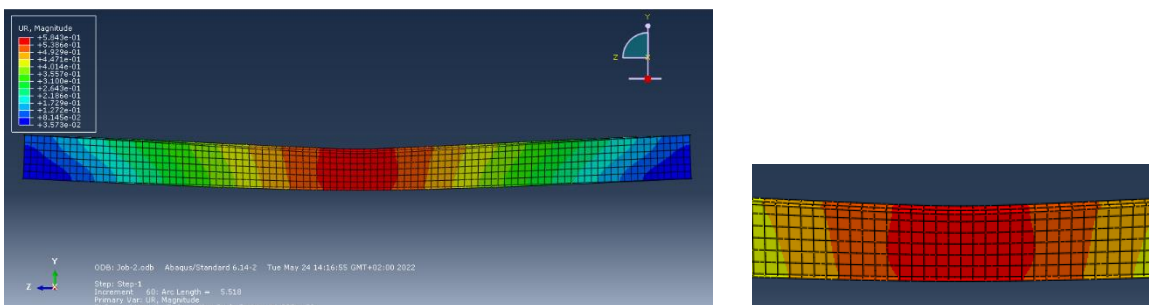 UR, Magnitude
+5.843e-01
+5.386e-01
+4.929e-01
+4.471e-01
+4.014e-01
+3.557e-01
+3.100e-01
+2.643e-01
+2.186e-01
+1.729e-01
+1.272e-01
+8.145e-02
+3.573e-02
Y
Z
X
Y
Z
X
ODB: Job-2.odb Abaqus/Standard 6.14-2 Tue May 24 14:16:55 GMT+02:00 2022
Step: Step-1
Increment 60: Arc Length = 5.518
Primary Var: UR, Magnitude